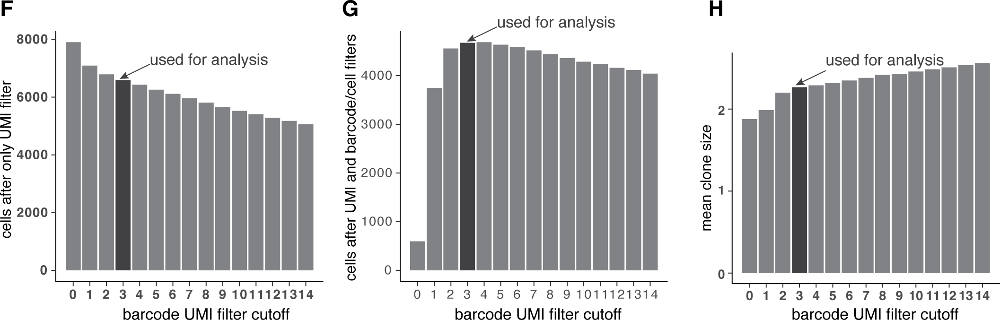 F
cells after only UMI filter
8000
6000
4000
2000
0
used for analysis
0 1 2 3 4 5 6 7 8 9 10 11 12 13 14
barcode UMI filter cutoff
G
cells after UMI and barcode/cell filters
4000
3000
2000
1000
0
used for analysis
0 1 2 3 4 5 6 7 8 9 10 11 12 13 14
barcode UMI filter cutoff
H
mean clone size
2
1
0
used for analysis
0 1 2 3 4 5 6 7 8 9 10 11 12 13 14
barcode UMI filter cutoff